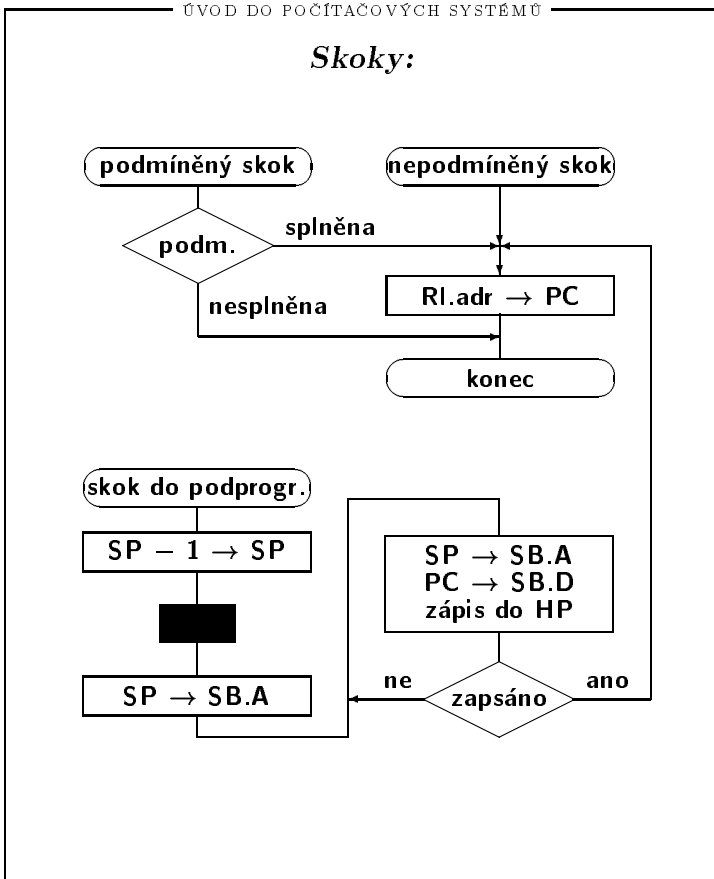 ÚVOD DO POČÍTAČOVÝCH SYSTÉMŮ
Skoky:
podmíněný skok
nepodmíněný skok
podm.
splněna
RI.adr → PC
nesplněna
konec
skok do podprogr.
SP − 1 → SP
SP → SB.A
PC → SB.D
zápis do HP
SP → SB.A
ne
zapsáno
ano